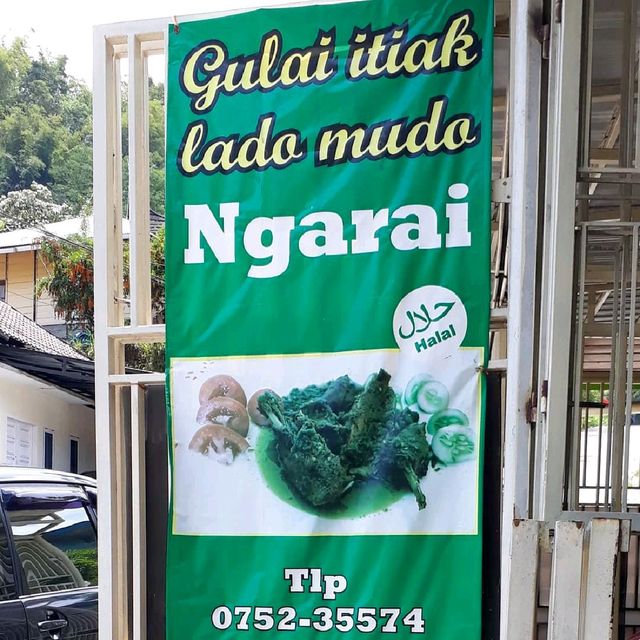 Gulai itiak
lado mudo
Ngarai
حلال
Halal
Tlp
0752-35574